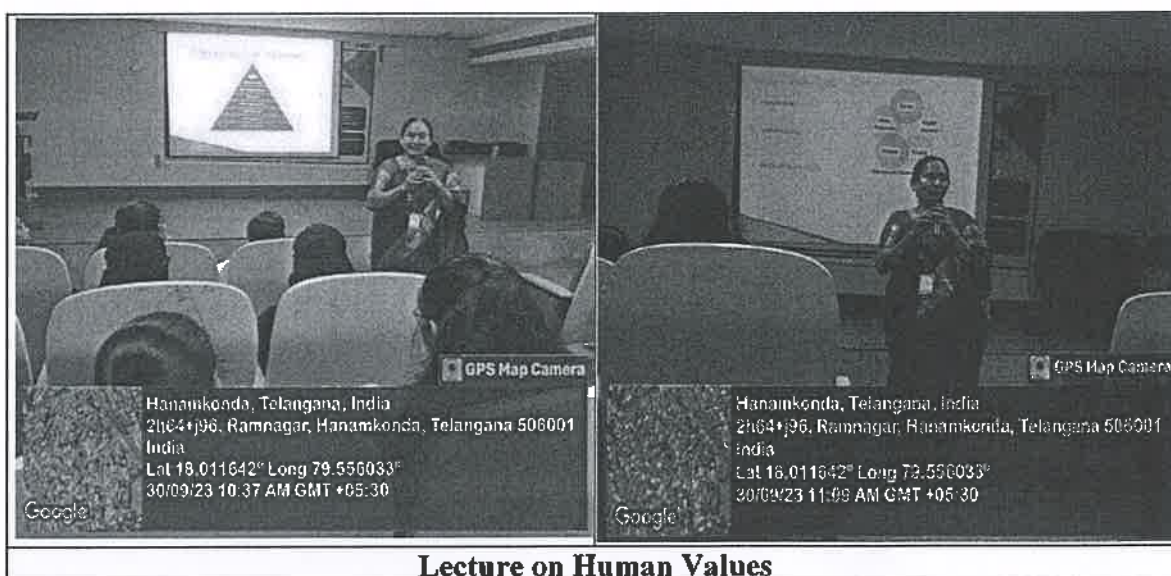 GPS Map Camera
Hanamkonda, Telangana, India
2h64+j96, Ramnagar, Hanamkonda, Telangana 506001
India
Lat 18.011642° Long 79.556033°
30/09/23 10:37 AM GMT +05:30
Google
GPS Map Camera
Hanamkonda, Telangana, India
2h64+j96, Ramnagar, Hanamkonda, Telangana 506001
India
Lat 18.011642° Long 79.556033°
30/09/23 AM GMT +05:30
Google
Lecture on Human Values